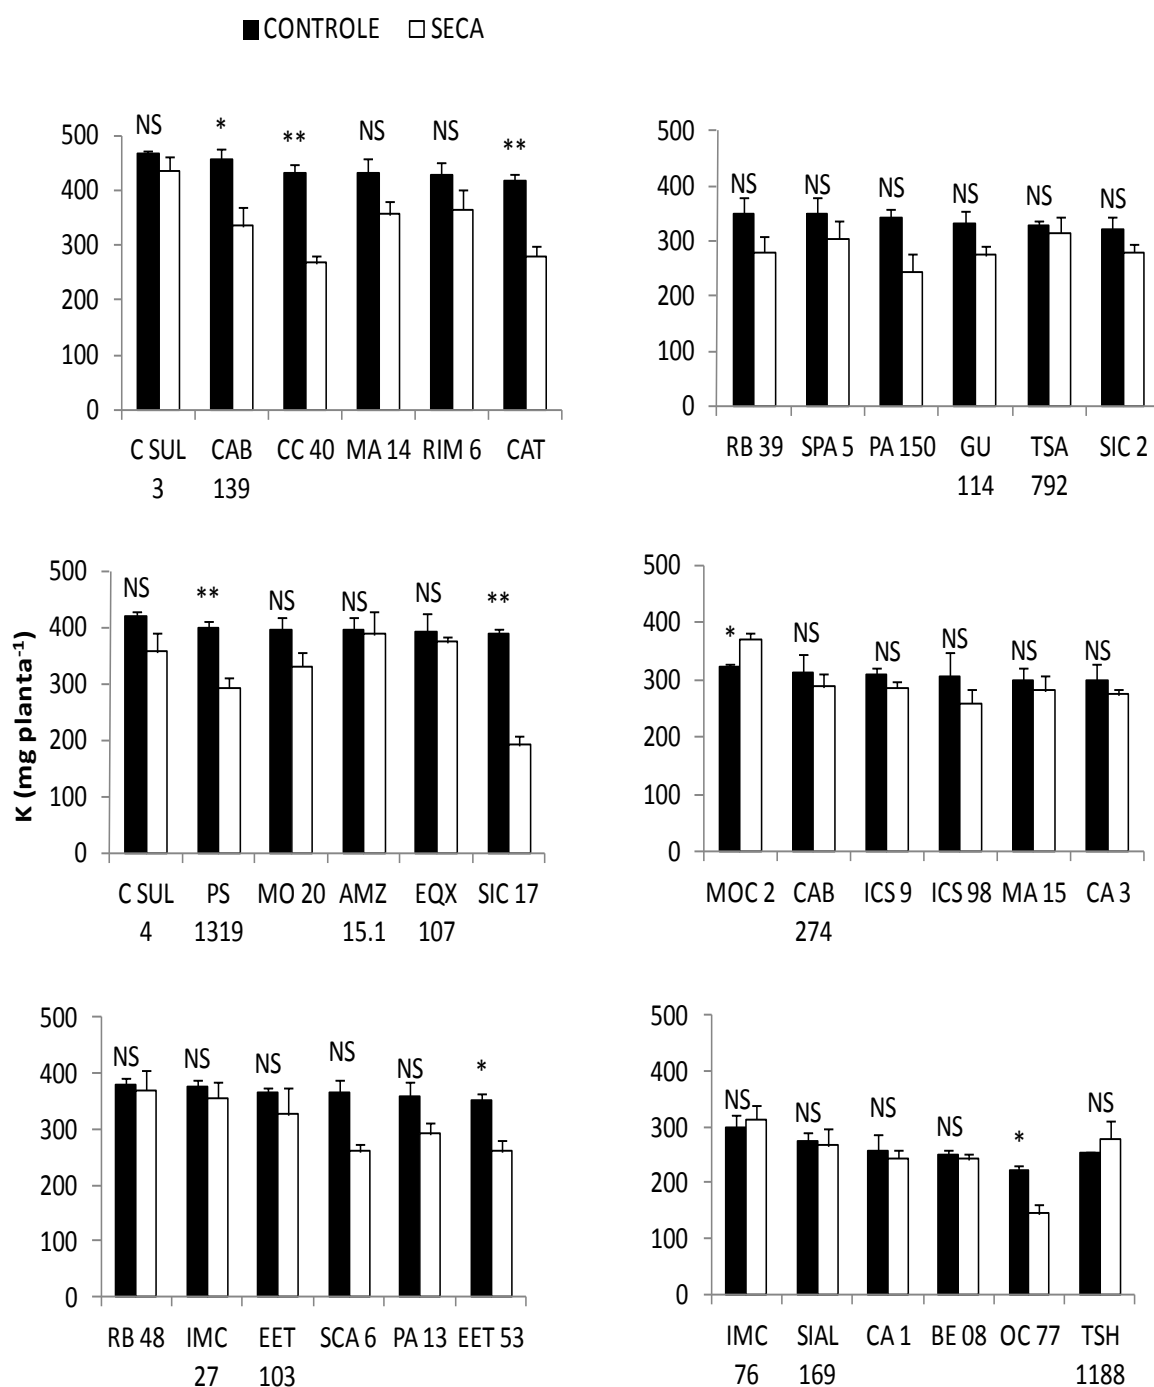 CONTROLE SECA
NS * ** NS NS **
500
400
300
200
100
0
C SUL CAB CC 40 MA 14 RIM 6 CAT
3 139
NS NS NS NS NS NS
500
400
300
200
100
0
RB 39 SPA 5 PA 150 GU TSA SIC 2
114 792
K (mg planta⁻¹)
NS ** NS NS NS **
500
400
300
200
100
0
C SUL PS MO 20 AMZ EQX SIC 17
4 1319 15.1 107
* NS NS NS NS NS
500
400
300
200
100
0
MOC 2 CAB ICS 9 ICS 98 MA 15 CA 3
274
NS NS NS NS NS *
500
400
300
200
100
0
RB 48 IMC EET SCA 6 PA 13 EET 53
27 103
NS NS NS NS * NS
500
400
300
200
100
0
IMC SIAL CA 1 BE 08 OC 77 TSH
76 169 1188